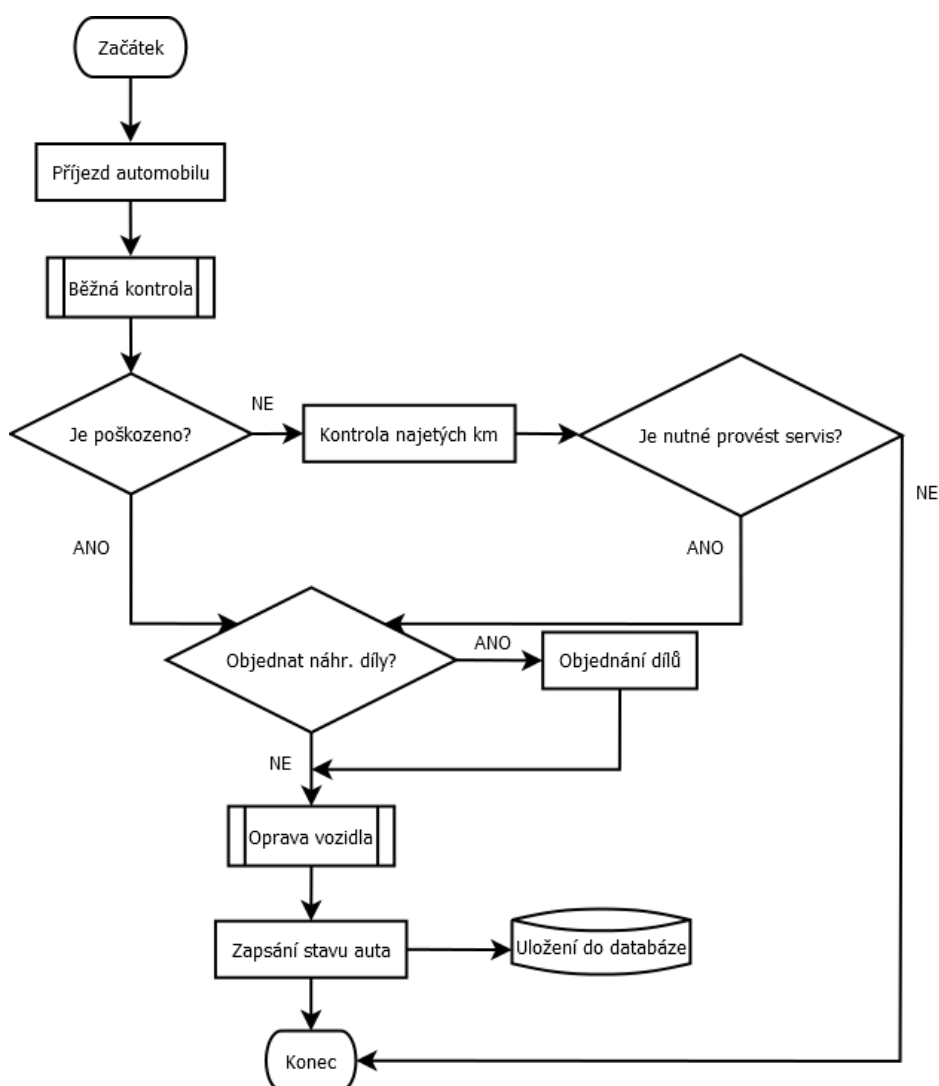 Začátek
Příjezd automobilu
Běžná kontrola
Je poškozeno?
NE
Kontrola najetých km
Je nutné provést servis?
NE
ANO
ANO
Objednat náhr. díly?
ANO
Objednání dílů
NE
Oprava vozidla
Zapsání stavu auta
Uložení do databáze
Konec